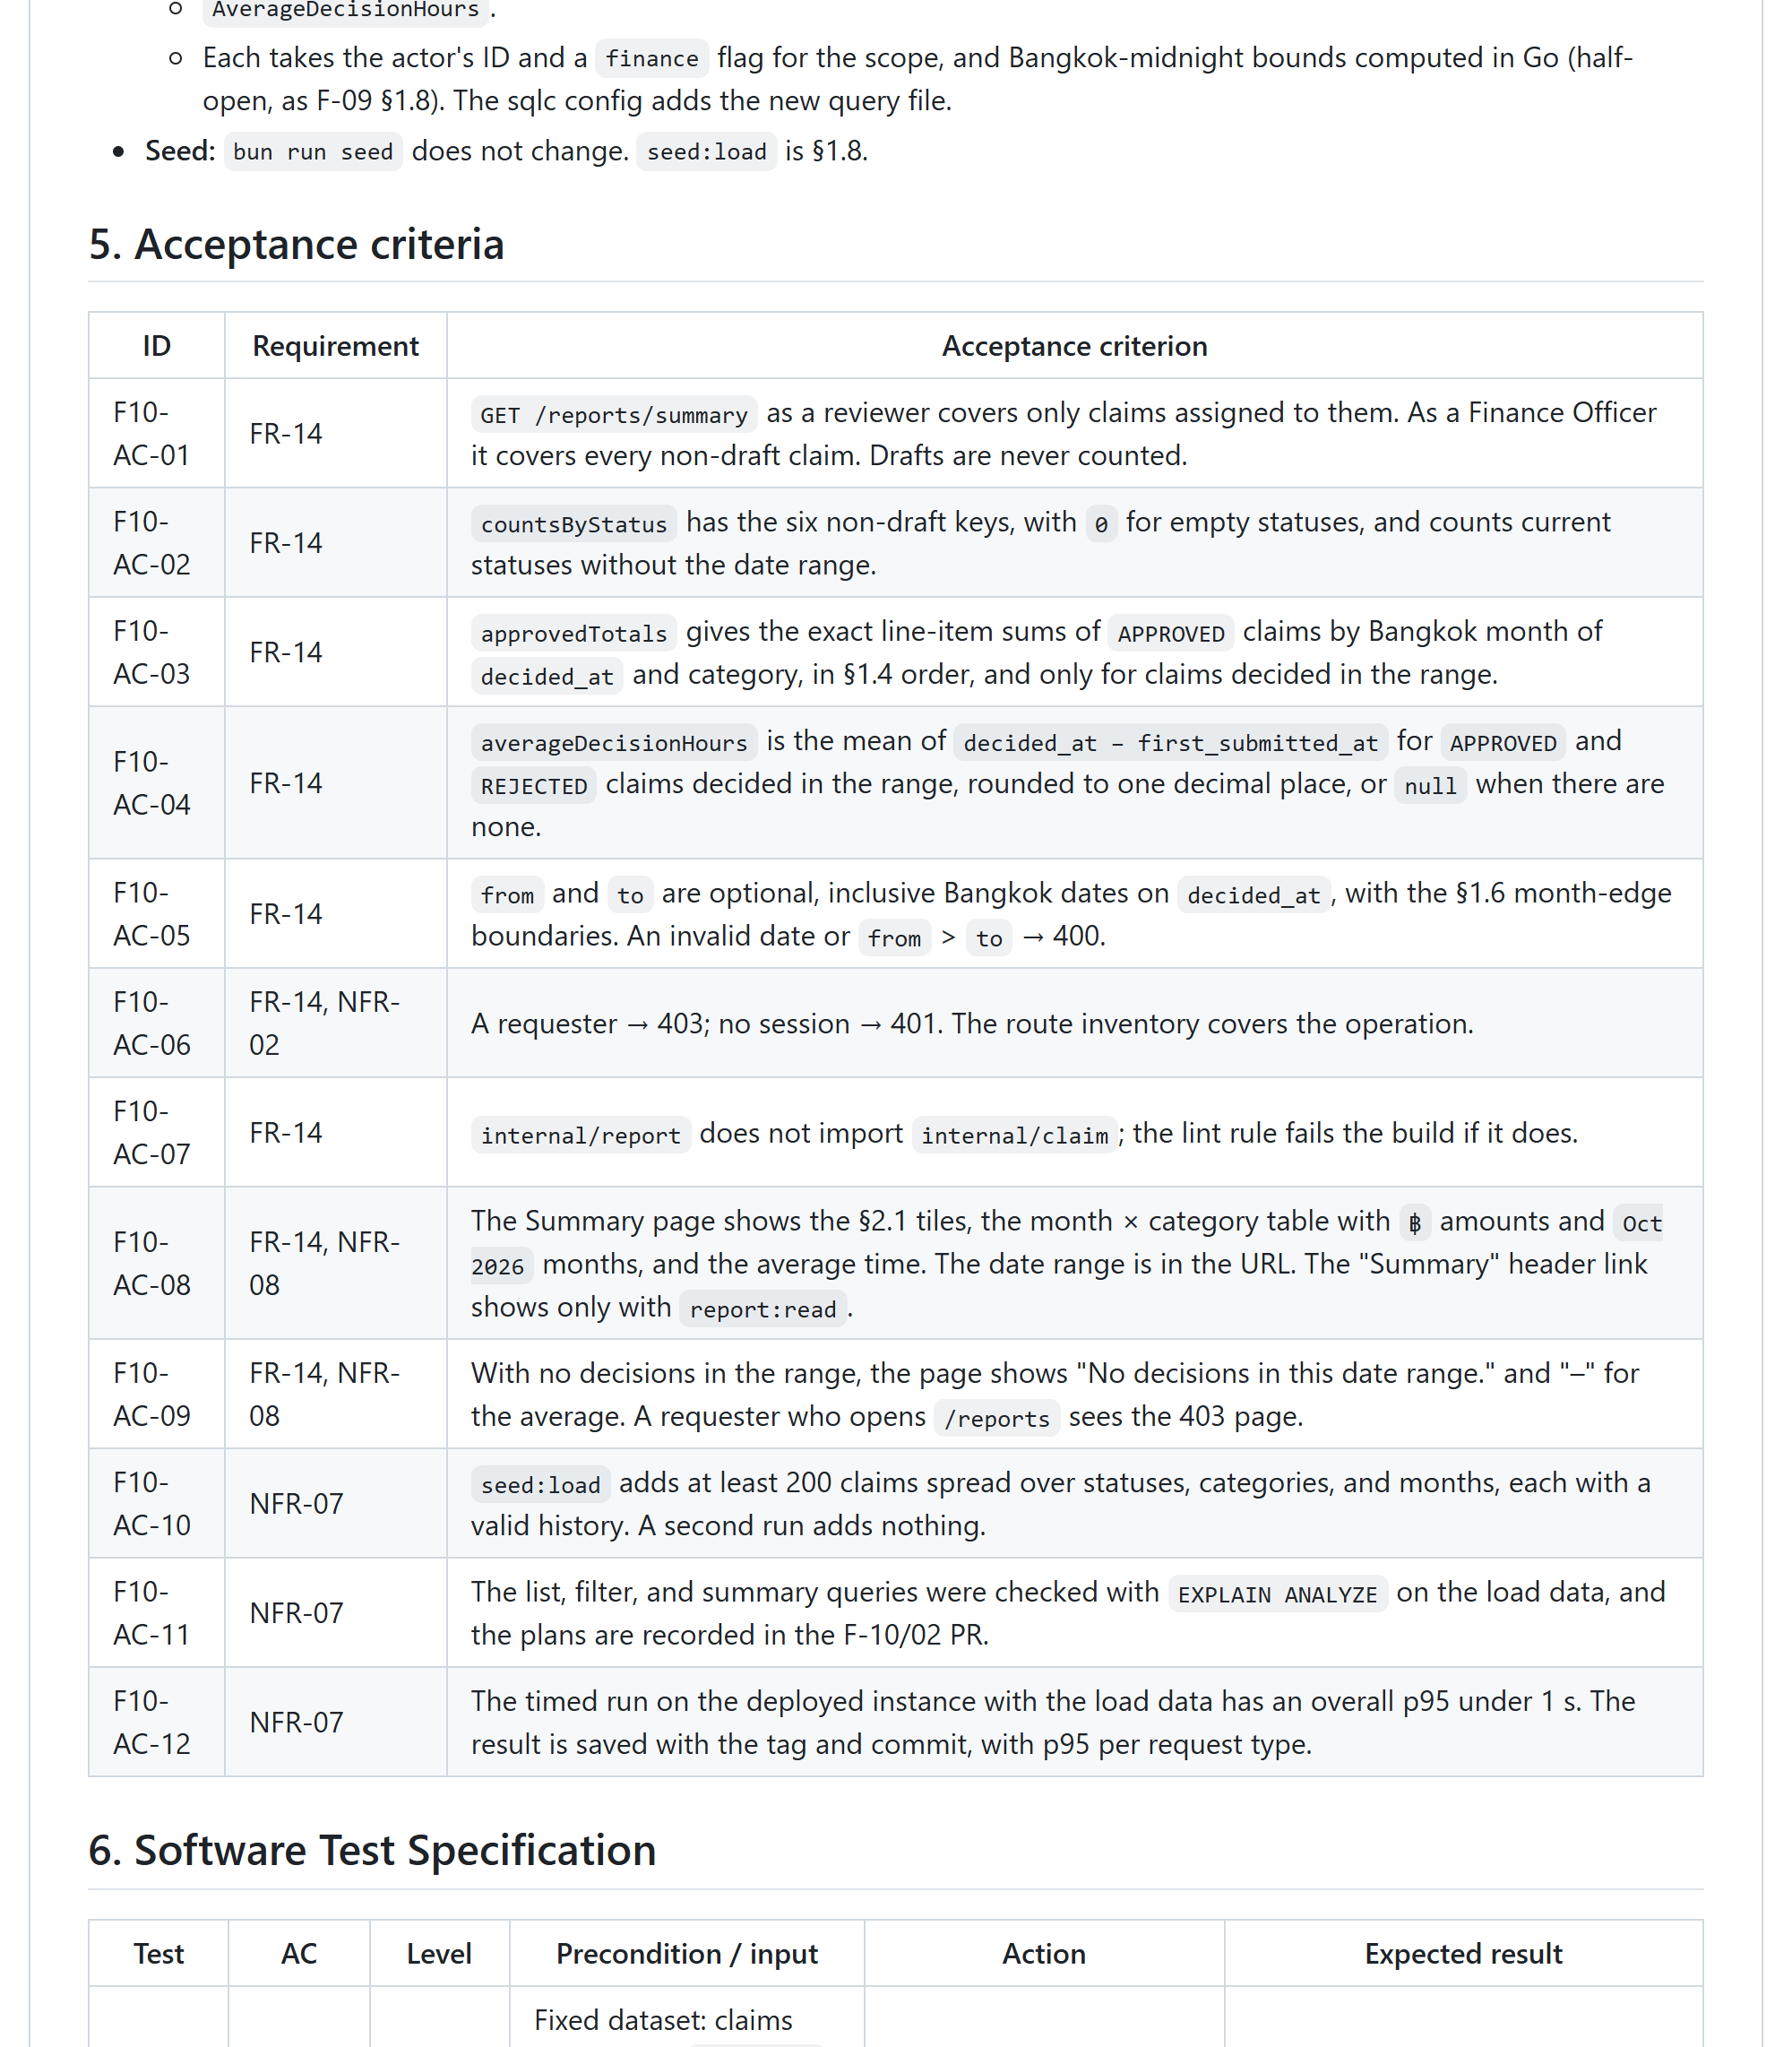 AverageDecisionHours.
Each takes the actor's ID and a finance flag for the scope, and Bangkok-midnight bounds computed in Go (half-
open, as F-09 §1.8). The sqlc config adds the new query file.
Seed: bun run seed does not change. seed:load is §1.8.
5. Acceptance criteria
ID Requirement Acceptance criterion
F10-
AC-01
FR-14
GET /reports/summary as a reviewer covers only claims assigned to them. As a Finance Officer
it covers every non-draft claim. Drafts are never counted.
F10-
AC-02
FR-14
countsByStatus has the six non-draft keys, with 0 for empty statuses, and counts current
statuses without the date range.
F10-
AC-03
FR-14
approvedTotals gives the exact line-item sums of APPROVED claims by Bangkok month of
decided_at and category, in §1.4 order, and only for claims decided in the range.
F10-
AC-04
FR-14
averageDecisionHours is the mean of decided_at – first_submitted_at for APPROVED and
REJECTED claims decided in the range, rounded to one decimal place, or null when there are
none.
F10-
AC-05
FR-14
from and to are optional, inclusive Bangkok dates on decided_at, with the §1.6 month-edge
boundaries. An invalid date or from > to → 400.
F10-
AC-06
FR-14, NFR-
02
A requester → 403; no session → 401. The route inventory covers the operation.
F10-
AC-07
FR-14
internal/report does not import internal/claim; the lint rule fails the build if it does.
F10-
AC-08
FR-14, NFR-
08
The Summary page shows the §2.1 tiles, the month × category table with ฿ amounts and Oct
2026 months, and the average time. The date range is in the URL. The "Summary" header link
shows only with report:read.
F10-
AC-09
FR-14, NFR-
08
With no decisions in the range, the page shows "No decisions in this date range." and "–" for
the average. A requester who opens /reports sees the 403 page.
F10-
AC-10
NFR-07
seed:load adds at least 200 claims spread over statuses, categories, and months, each with a
valid history. A second run adds nothing.
F10-
AC-11
NFR-07
The list, filter, and summary queries were checked with EXPLAIN ANALYZE on the load data, and
the plans are recorded in the F-10/02 PR.
F10-
AC-12
NFR-07
The timed run on the deployed instance with the load data has an overall p95 under 1 s. The
result is saved with the tag and commit, with p95 per request type.
6. Software Test Specification
Test AC Level Precondition / input Action Expected result
Fixed dataset: claims